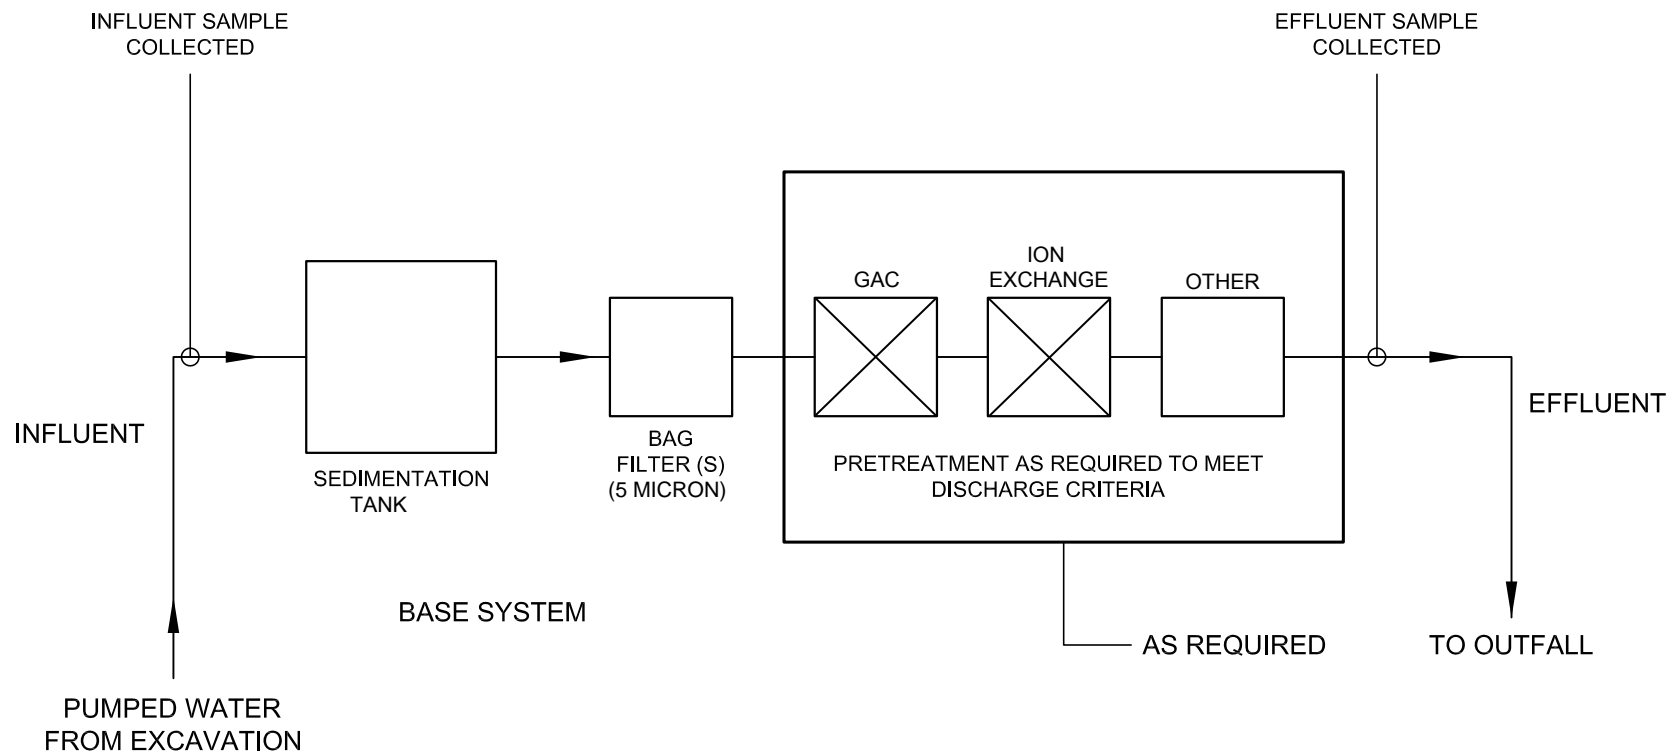 INFLUENT SAMPLE
COLLECTED
EFFLUENT SAMPLE
COLLECTED
GAC
ION
EXCHANGE
OTHER
INFLUENT
SEDIMENTATION
TANK
BAG
FILTER (S)
(5 MICRON)
PRETREATMENT AS REQUIRED TO MEET
DISCHARGE CRITERIA
EFFLUENT
BASE SYSTEM
AS REQUIRED
TO OUTFALL
PUMPED WATER
FROM EXCAVATION